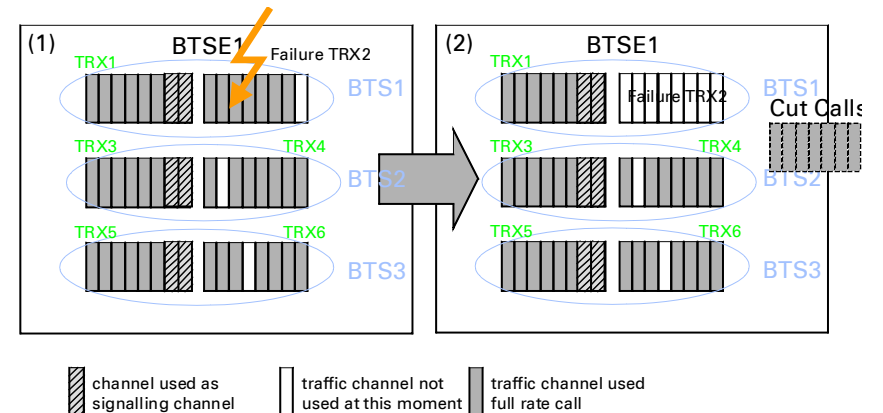 (1)
BTSE1
Failure TRX2
TRX1
BTS1
TRX3
TRX4
BTS2
TRX5
TRX6
BTS3
(2)
BTSE1
TRX1
Failure TRX2
BTS1
Cut Calls
TRX3
TRX4
BTS2
TRX5
TRX6
BTS3
channel used as
signalling channel
traffic channel not
used at this moment
traffic channel used
full rate call